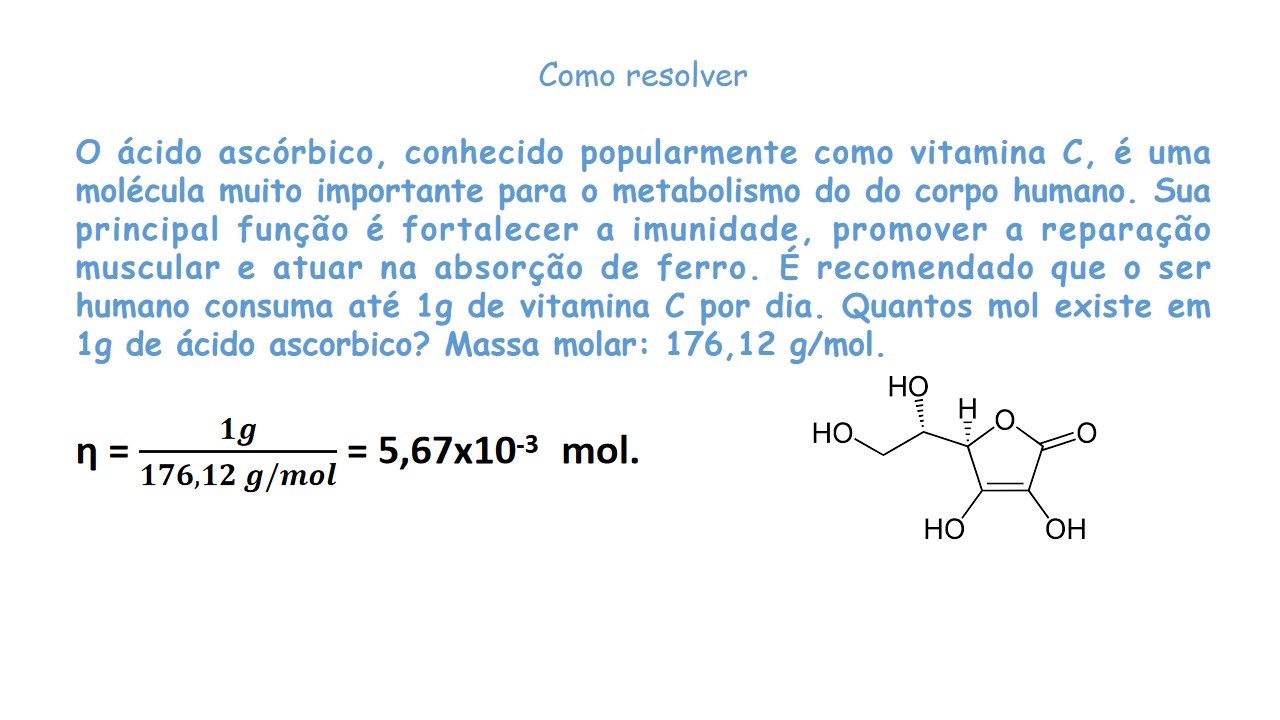 Como resolver
O ácido ascórbico, conhecido popularmente como vitamina C, é uma
molécula muito importante para o metabolismo do do corpo humano. Sua
principal função é fortalecer a imunidade, promover a reparação
muscular e atuar na absorção de ferro. É recomendado que o ser
humano consuma até 1g de vitamina C por dia. Quantos mol existe em
1g de ácido ascorbico? Massa molar: 176,12 g/mol.
η = 1g / 176,12 g/mol = 5,67x10⁻³ mol.
HO
H
O
HO
O
HO
OH